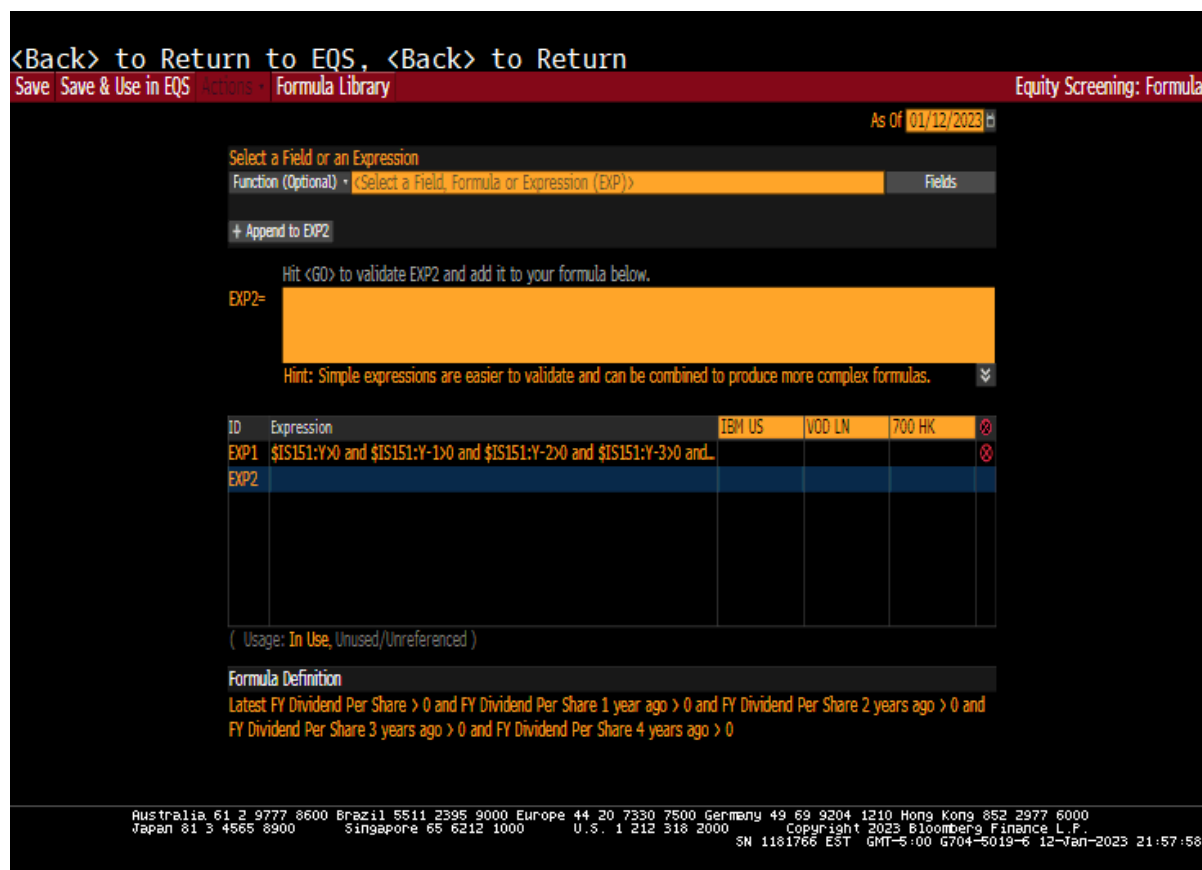 <Back> to Return to EQS, <Back> to Return
Save Save & Use in EQS Actions Formula Library Equity Screening: Formula
As Of 01/12/2023
Select a Field or an Expression
Function (Optional) <Select a Field, Formula or Expression (EXP)> Fields
+ Append to EXP2
Hit <GO> to validate EXP2 and add it to your formula below.
EXP2=
Hint: Simple expressions are easier to validate and can be combined to produce more complex formulas.
ID Expression IBM US VOD LN 700 HK
EXP1 $IS151:Y>0 and $IS151:Y-1>0 and $IS151:Y-2>0 and $IS151:Y-3>0 and...
EXP2
( Usage: In Use, Unused/Unreferenced )
Formula Definition
Latest FY Dividend Per Share > 0 and FY Dividend Per Share 1 year ago > 0 and FY Dividend Per Share 2 years ago > 0 and
FY Dividend Per Share 3 years ago > 0 and FY Dividend Per Share 4 years ago > 0
Australia 61 2 9777 8600 Brazil 5511 2395 9000 Europe 44 20 7330 7500 Germany 49 69 9204 1210 Hong Kong 852 2977 6000
Japan 81 3 4565 8900 Singapore 65 6212 1000 U.S. 1 212 318 2000 Copyright 2023 Bloomberg Finance L.P.
SN 1181766 EST GMT-5:00 G704-5019-6 12-Jan-2023 21:57:58